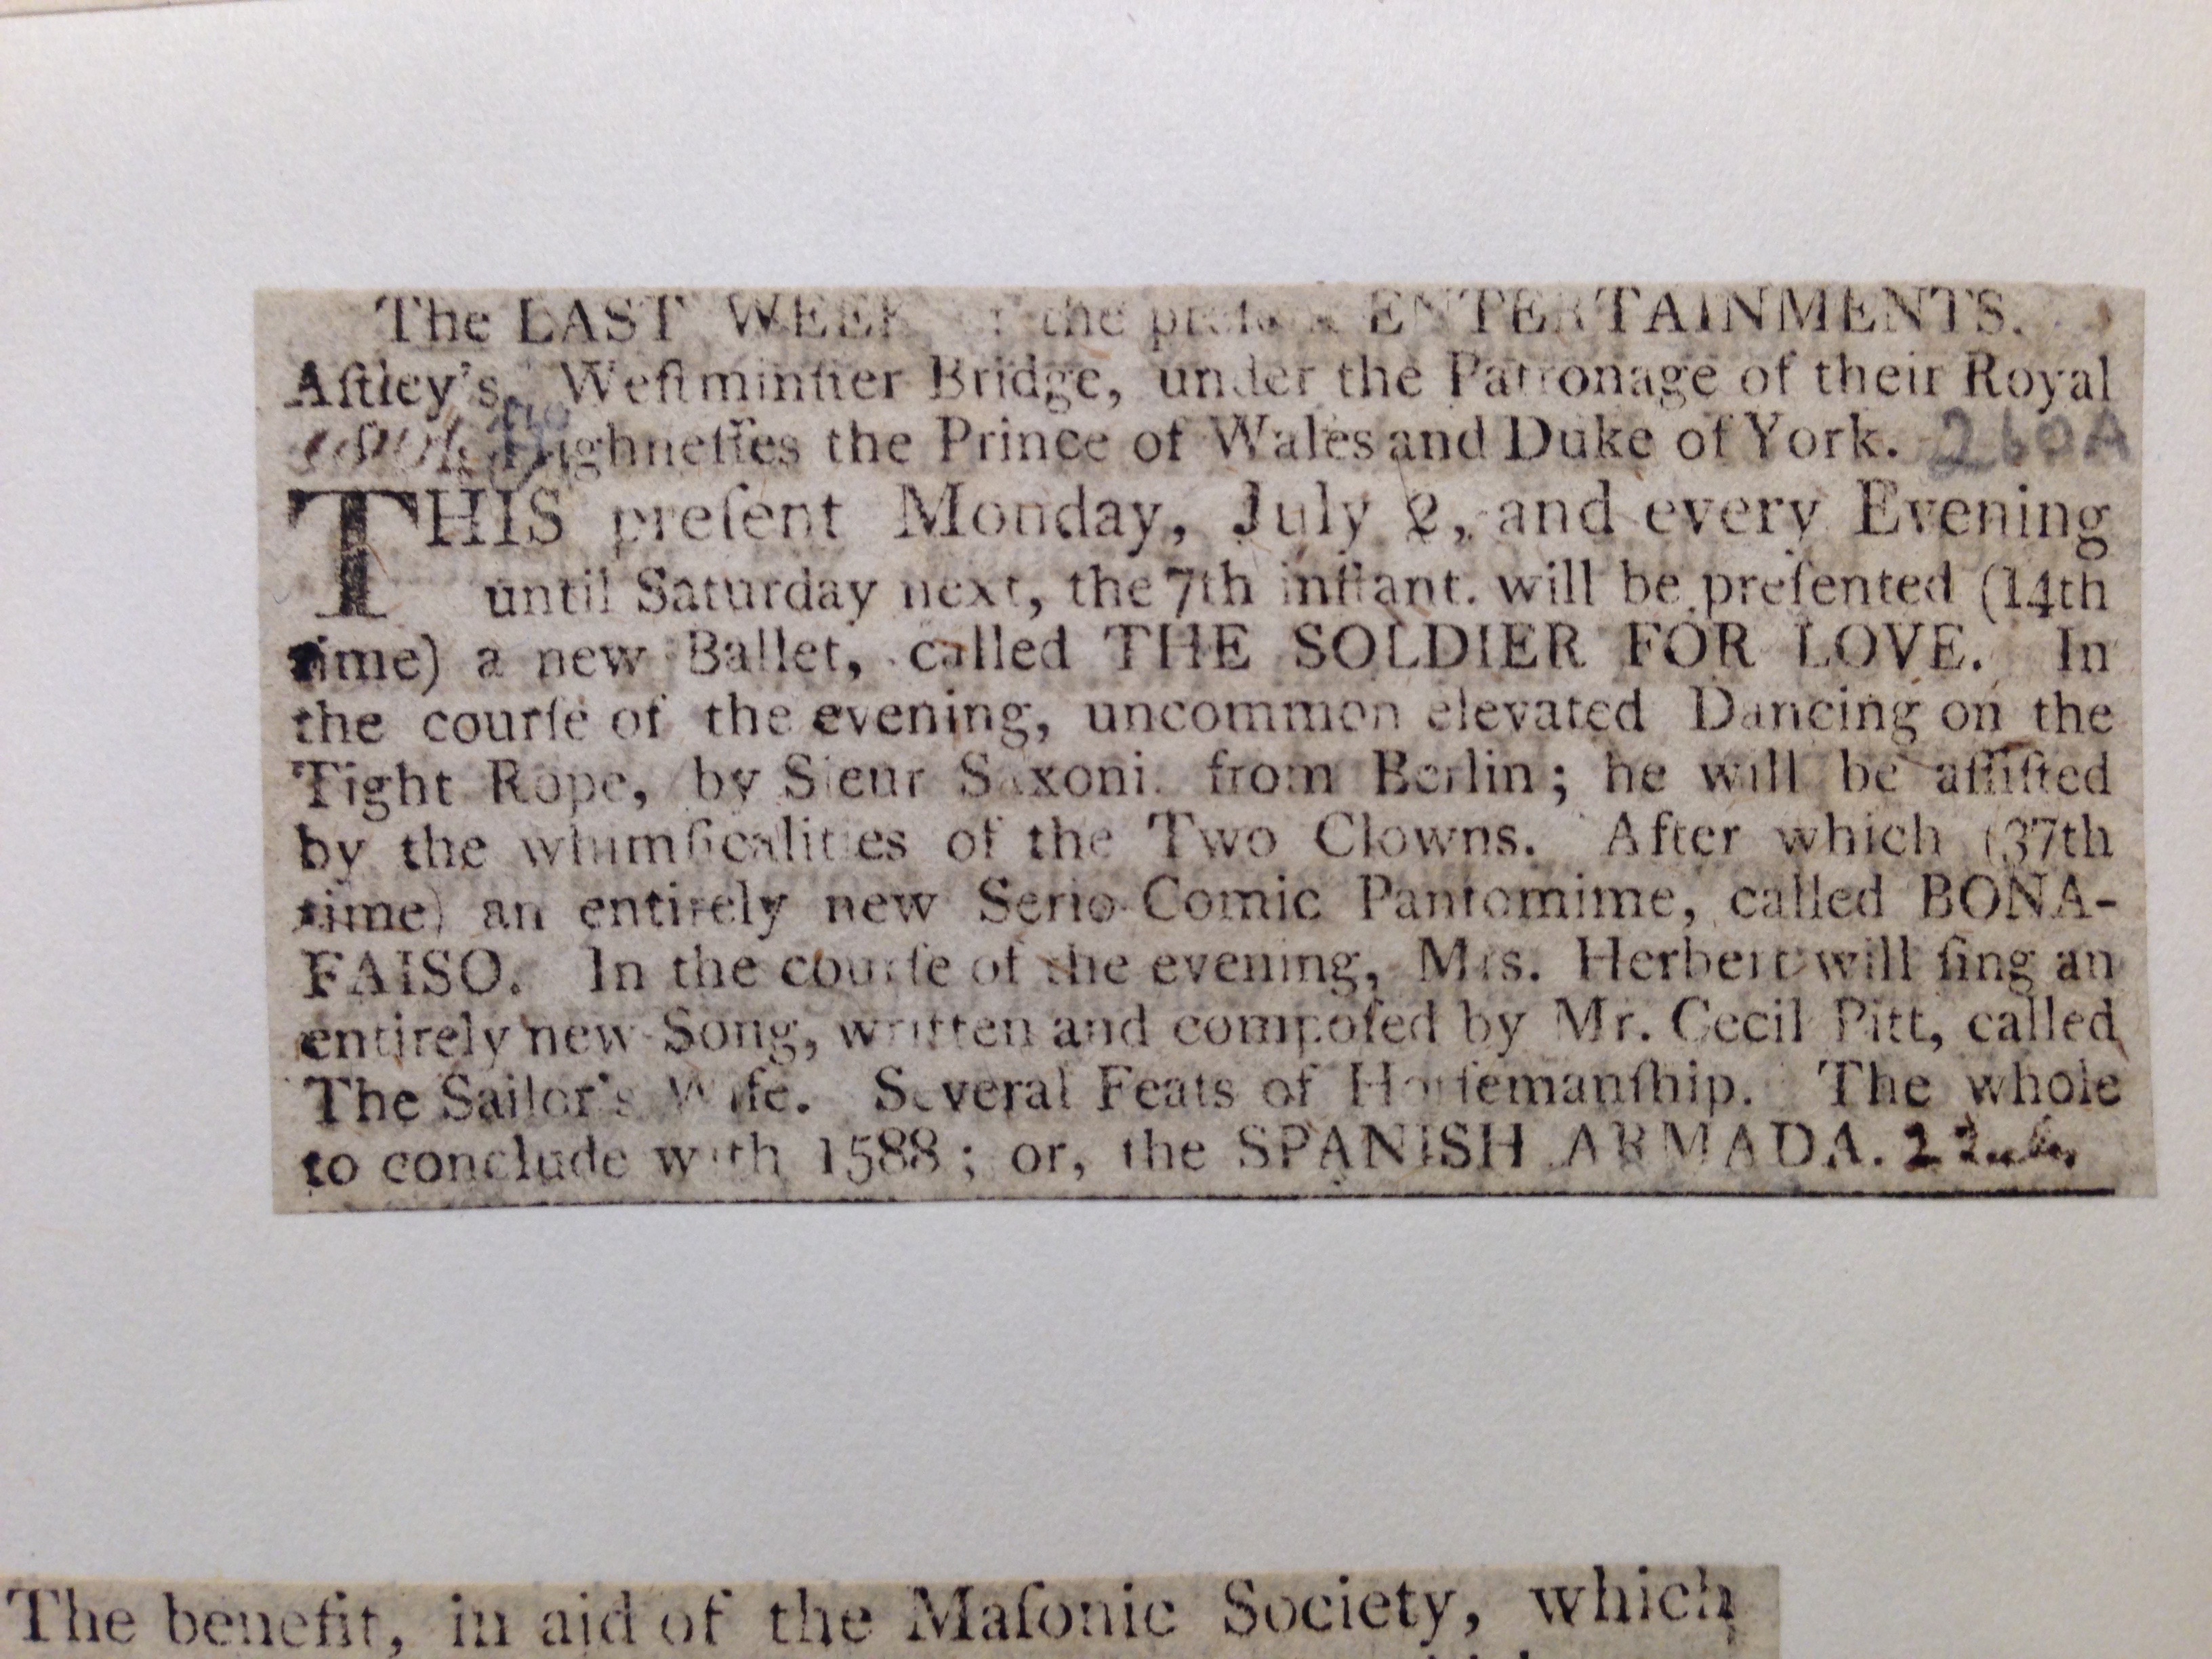 The LAST WEEK the ENTERTAINMENTS.
Aſtley's, Weſtminſter Bridge, under the Patronage of their Royal
Highneſſes the Prince of Wales and Duke of York. 260A
THIS preſent Monday, July 2, and every Evening
until Saturday next, the 7th inſtant. will be preſented (14th
time) a new Ballet, called THE SOLDIER FOR LOVE. In
the courſe of the evening, uncommon elevated Dancing on the
Tight Rope, by Sieur Saxoni. from Berlin; he will be aſſiſted
by the whimſicalities of the Two Clowns. After which (37th
time) an entirely new Serio-Comic Pantomime, called BONA-
FAISO. In the courſe of the evening, Mrs. Herbert will ſing an
entirely new Song, written and compoſed by Mr. Cecil Pitt, called
The Sailor's Wife. Several Feats of Horſemanſhip. The whole
to conclude with 1588; or, the SPANISH ARMADA.
The benefit, in aid of the Maſonic Society, which